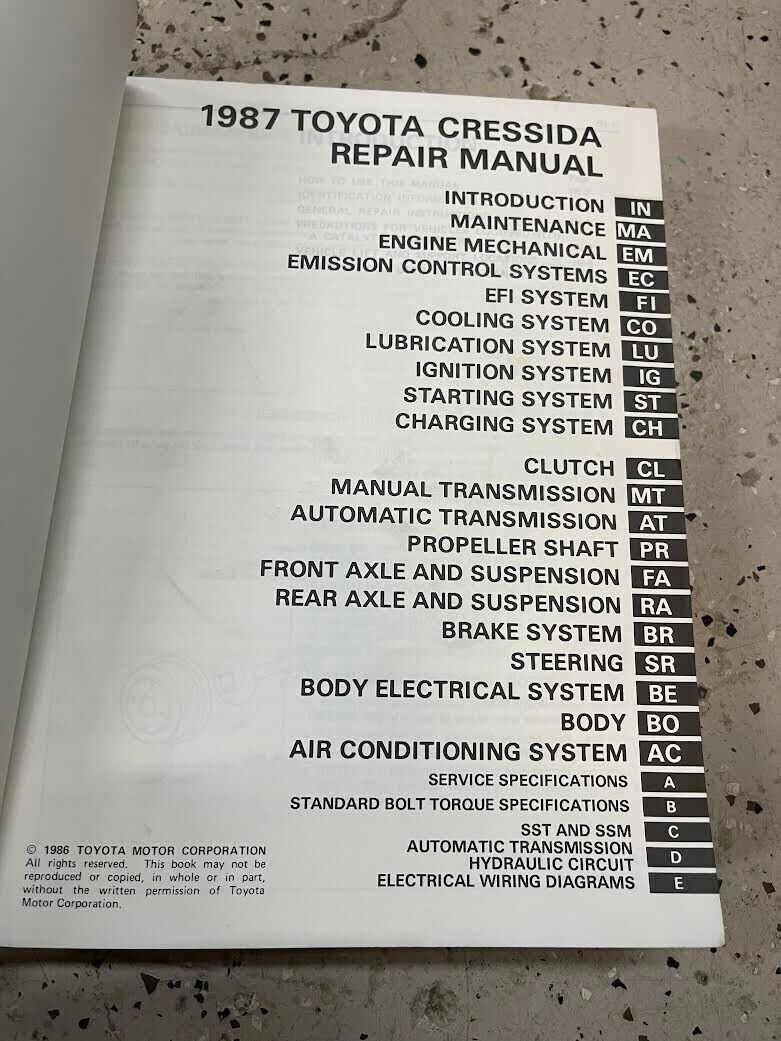 1987 TOYOTA CRESSIDA
REPAIR MANUAL
INTRODUCTION IN
MAINTENANCE MA
ENGINE MECHANICAL EM
EMISSION CONTROL SYSTEMS EC
EFI SYSTEM FI
COOLING SYSTEM CO
LUBRICATION SYSTEM LU
IGNITION SYSTEM IG
STARTING SYSTEM ST
CHARGING SYSTEM CH
CLUTCH CL
MANUAL TRANSMISSION MT
AUTOMATIC TRANSMISSION AT
PROPELLER SHAFT PR
FRONT AXLE AND SUSPENSION FA
REAR AXLE AND SUSPENSION RA
BRAKE SYSTEM BR
STEERING SR
BODY ELECTRICAL SYSTEM BE
BODY BO
AIR CONDITIONING SYSTEM AC
SERVICE SPECIFICATIONS A
STANDARD BOLT TORQUE SPECIFICATIONS B
SST AND SSM C
AUTOMATIC TRANSMISSION
HYDRAULIC CIRCUIT D
ELECTRICAL WIRING DIAGRAMS E
© 1986 TOYOTA MOTOR CORPORATION
All rights reserved. This book may not be
reproduced or copied, in whole or in part,
without the written permission of Toyota
Motor Corporation.